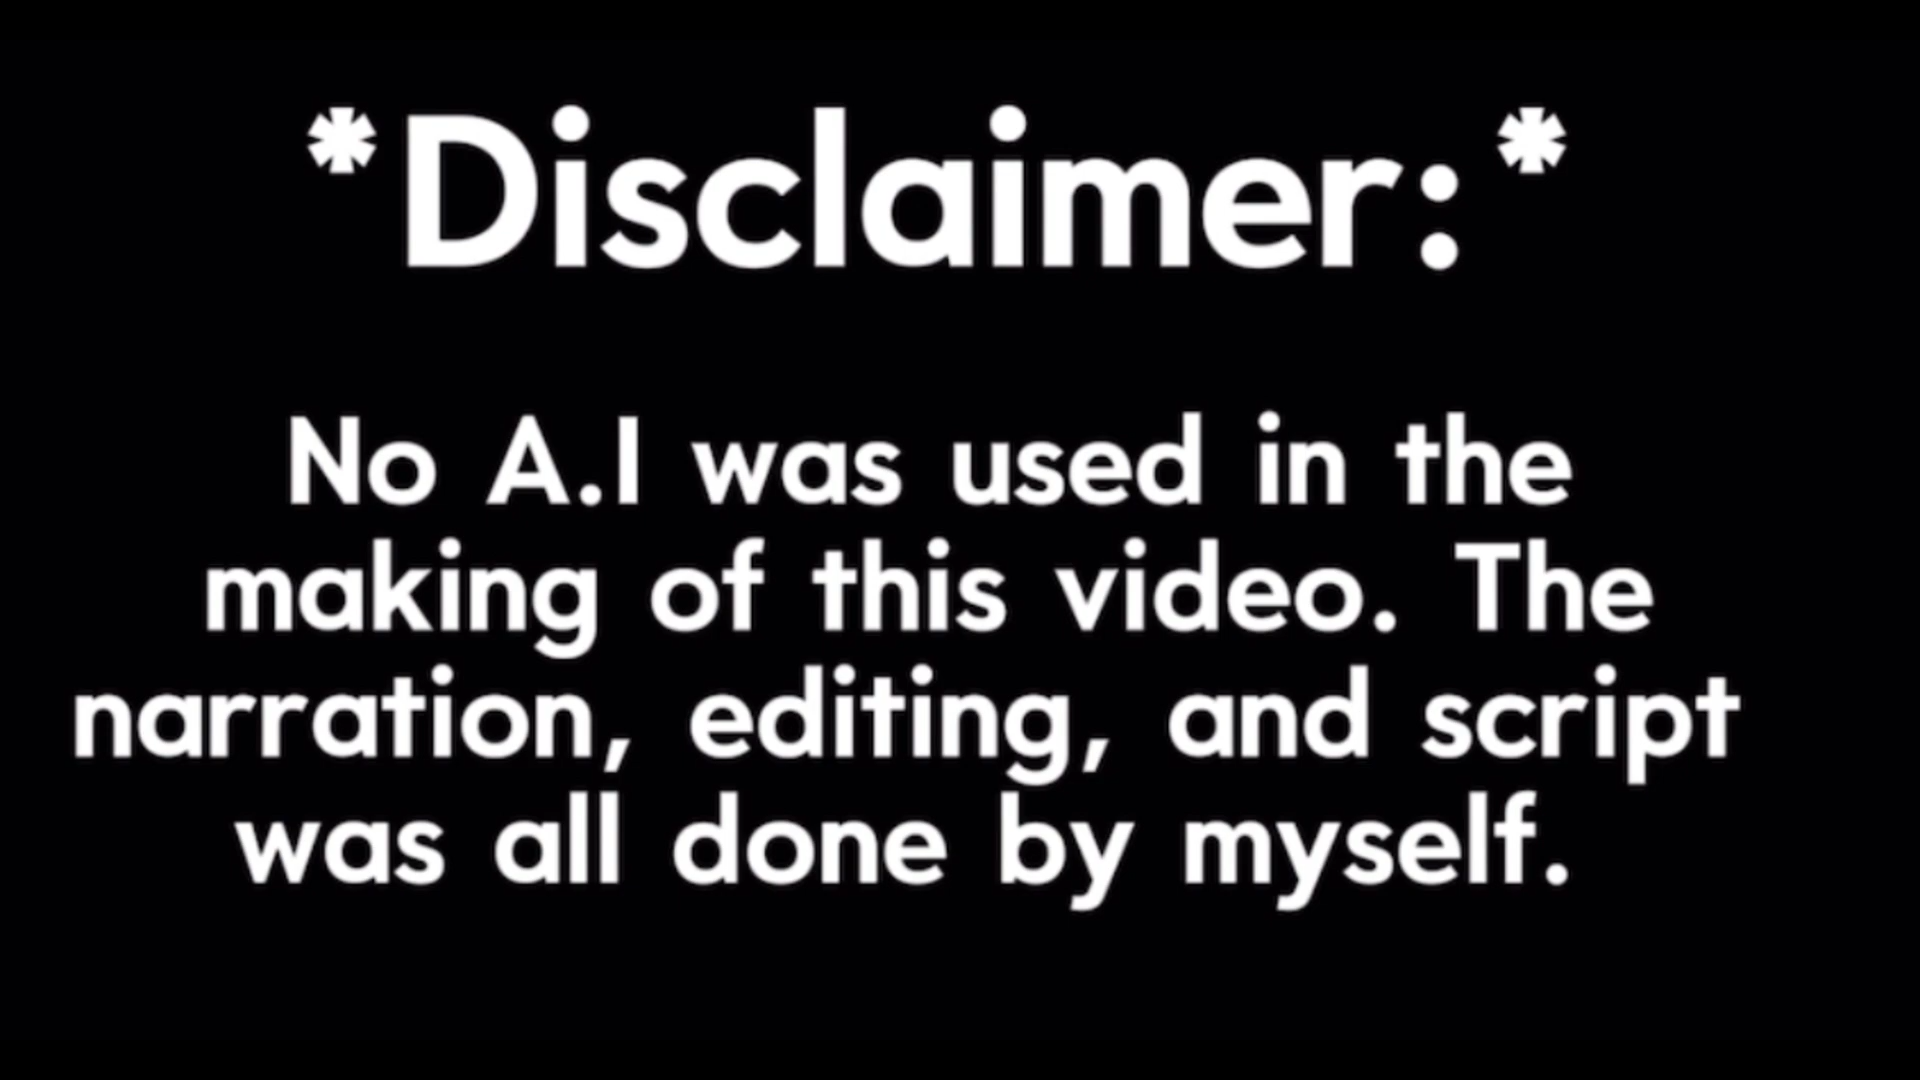 *Disclaimer:*
No A.I was used in the
making of this video. The
narration, editing, and script
was all done by myself.